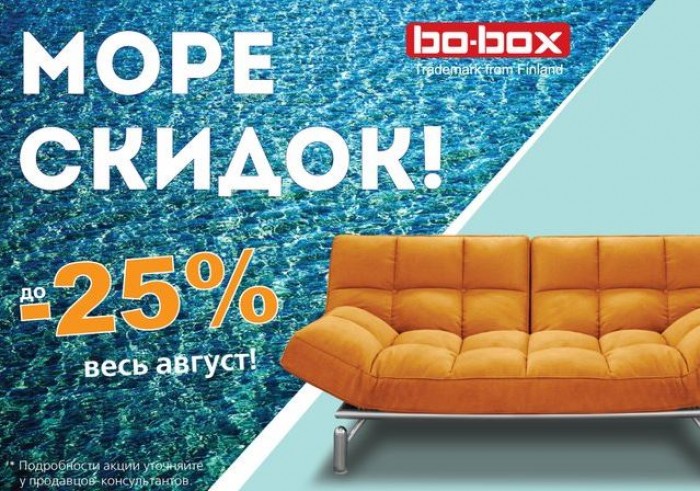 МОРЕ
СКИДОК!
bo-box
Trademark from Finland
до
-25%
весь август!
** Подробности акции уточняйте
у продавцов-консультантов.